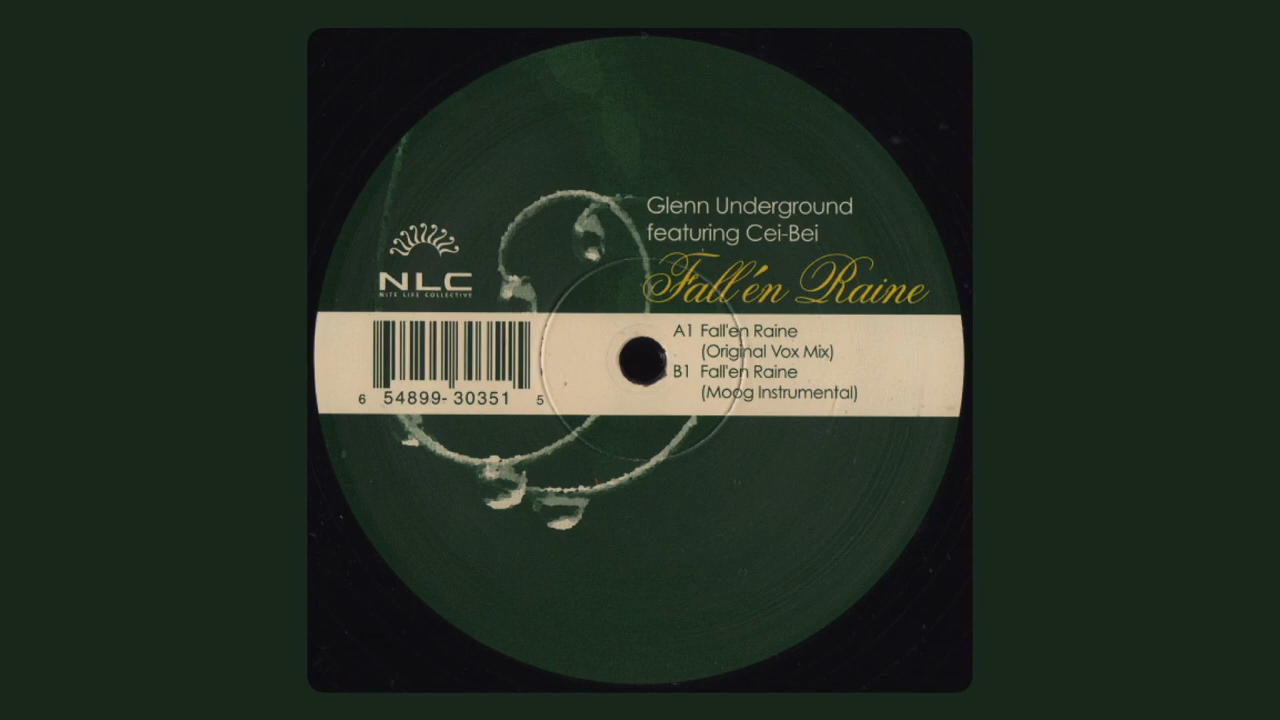 Glenn Underground
featuring Cei-Bei
Fall'én Raine
NLC
NITE LIFE COLLECTIVE
A1 Fall'en Raine
(Original Vox Mix)
B1 Fall'en Raine
(Moog Instrumental)
6 54899-30351 5